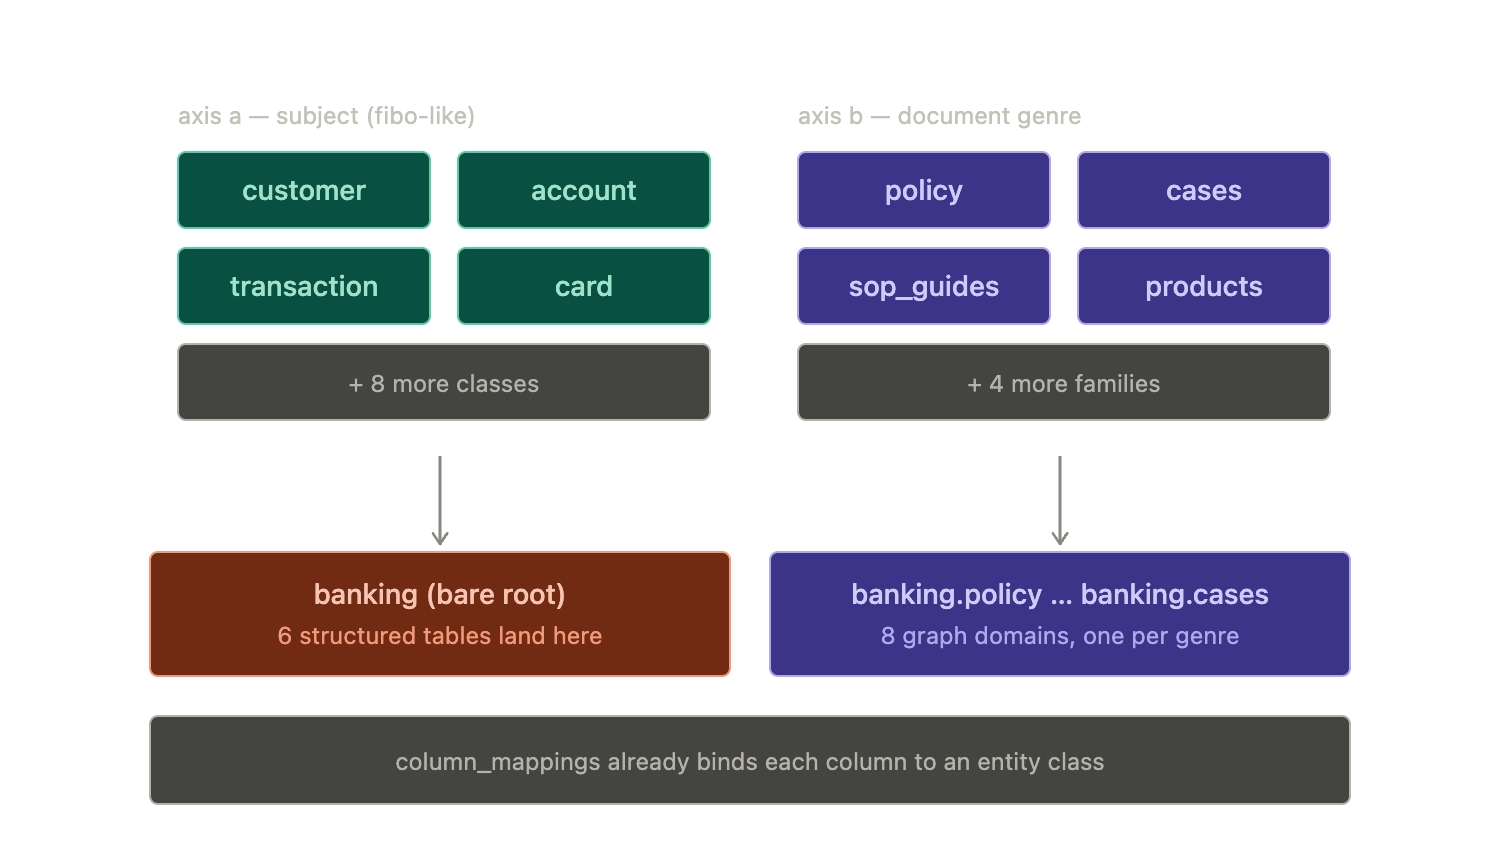 axis a — subject (fibo-like)
customer
account
transaction
card
+ 8 more classes
axis b — document genre
policy
cases
sop_guides
products
+ 4 more families
banking (bare root)
6 structured tables land here
banking.policy ... banking.cases
8 graph domains, one per genre
column_mappings already binds each column to an entity class